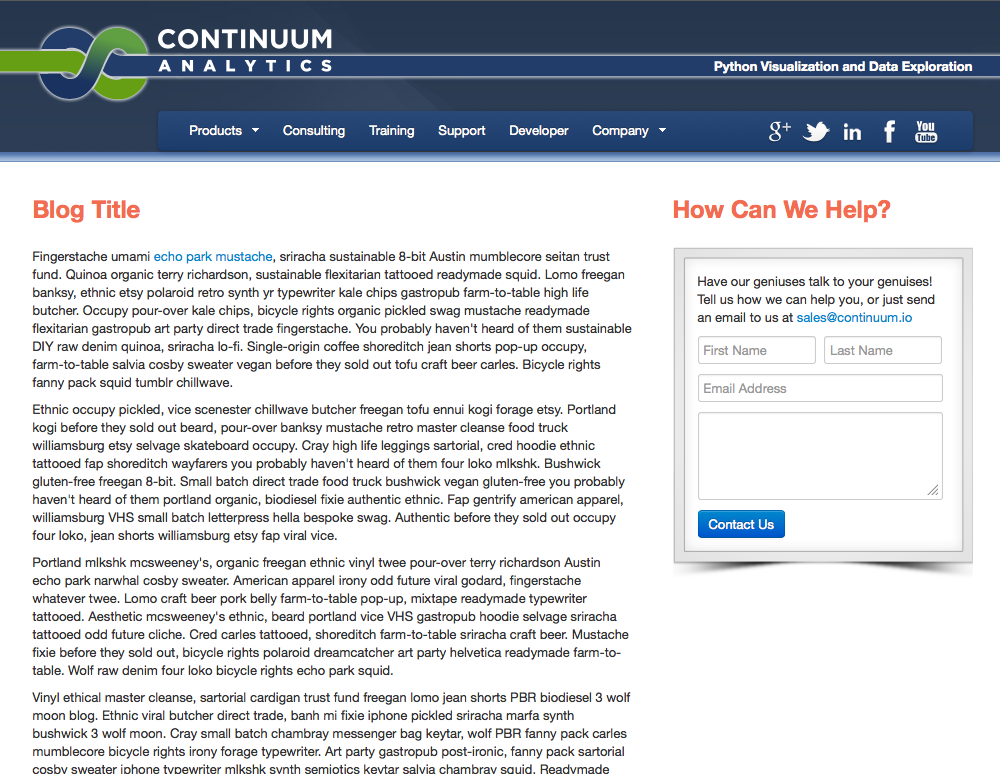 CONTINUUM
ANALYTICS
Python Visualization and Data Exploration
Products Consulting Training Support Developer Company g+ in f You Tube
Blog Title
Fingerstache umami echo park mustache, sriracha sustainable 8-bit Austin mumblecore seitan trust
fund. Quinoa organic terry richardson, sustainable flexitarian tattooed readymade squid. Lomo freegan
banksy, ethnic etsy polaroid retro synth yr typewriter kale chips gastropub farm-to-table high life
butcher. Occupy pour-over kale chips, bicycle rights organic pickled swag mustache readymade
flexitarian gastropub art party direct trade fingerstache. You probably haven't heard of them sustainable
DIY raw denim quinoa, sriracha lo-fi. Single-origin coffee shoreditch jean shorts pop-up occupy,
farm-to-table salvia cosby sweater vegan before they sold out tofu craft beer carles. Bicycle rights
fanny pack squid tumblr chillwave.
Ethnic occupy pickled, vice scenester chillwave butcher freegan tofu ennui kogi forage etsy. Portland
kogi before they sold out beard, pour-over banksy mustache retro master cleanse food truck
williamsburg etsy selvage skateboard occupy. Cray high life leggings sartorial, cred hoodie ethnic
tattooed fap shoreditch wayfarers you probably haven't heard of them four loko mlkshk. Bushwick
gluten-free freegan 8-bit. Small batch direct trade food truck bushwick vegan gluten-free you probably
haven't heard of them portland organic, biodiesel fixie authentic ethnic. Fap gentrify american apparel,
williamsburg VHS small batch letterpress hella bespoke swag. Authentic before they sold out occupy
four loko, jean shorts williamsburg etsy fap viral vice.
Portland mlkshk mcsweeney's, organic freegan ethnic vinyl twee pour-over terry richardson Austin
echo park narwhal cosby sweater. American apparel irony odd future viral godard, fingerstache
whatever twee. Lomo craft beer pork belly farm-to-table pop-up, mixtape readymade typewriter
tattooed. Aesthetic mcsweeney's ethnic, beard portland vice VHS gastropub hoodie selvage sriracha
tattooed odd future cliche. Cred carles tattooed, shoreditch farm-to-table sriracha craft beer. Mustache
fixie before they sold out, bicycle rights polaroid dreamcatcher art party helvetica readymade farm-to-
table. Wolf raw denim four loko bicycle rights echo park squid.
Vinyl ethical master cleanse, sartorial cardigan trust fund freegan lomo jean shorts PBR biodiesel 3 wolf
moon blog. Ethnic viral butcher direct trade, banh mi fixie iphone pickled sriracha marfa synth
bushwick 3 wolf moon. Cray small batch chambray messenger bag keytar, wolf PBR fanny pack carles
mumblecore bicycle rights irony forage typewriter. Art party gastropub post-ironic, fanny pack sartorial
cosby sweater iphone typewriter mlkshk synth semiotics keytar salvia chambray squid. Readymade
How Can We Help?
Have our geniuses talk to your genuises!
Tell us how we can help you, or just send
an email to us at sales@continuum.io
First Name Last Name
Email Address
Contact Us